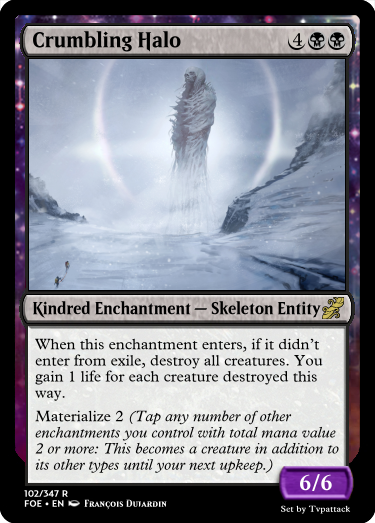 Crumbling Halo 4
Kindred Enchantment — Skeleton Entity
When this enchantment enters, if it didn't
enter from exile, destroy all creatures. You
gain 1 life for each creature destroyed this
way.
Materialize 2 (Tap any number of other
enchantments you control with total mana value
2 or more: This becomes a creature in addition to
its other types until your next upkeep.)
6/6
102/347 R
FOE • EN François Dujardin
Set by Tvpattack